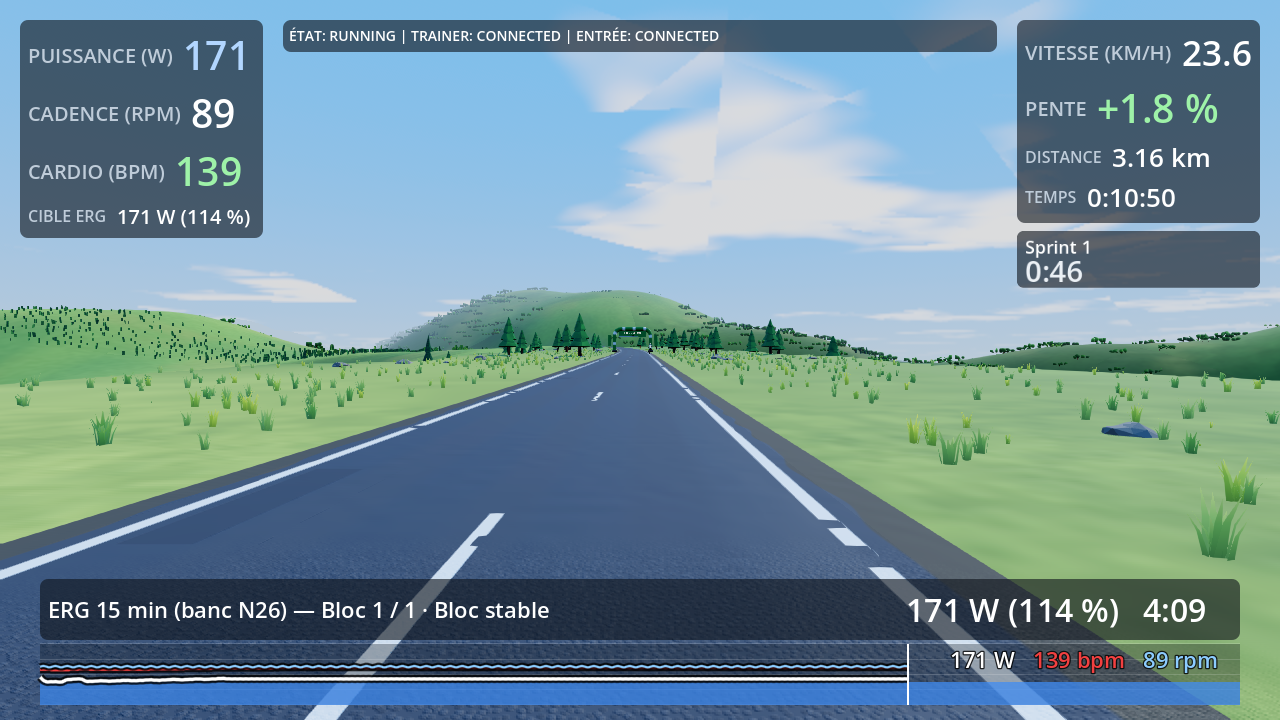 PUISSANCE (W) 171
CADENCE (RPM) 89
CARDIO (BPM) 139
CIBLE ERG 171 W (114 %)
ÉTAT: RUNNING | TRAINER: CONNECTED | ENTRÉE: CONNECTED
VITESSE (KM/H) 23.6
PENTE +1.8 %
DISTANCE 3.16 km
TEMPS 0:10:50
Sprint 1
0:46
ERG 15 min (banc N26) — Bloc 1 / 1 · Bloc stable 171 W (114 %) 4:09
171 W 139 bpm 89 rpm